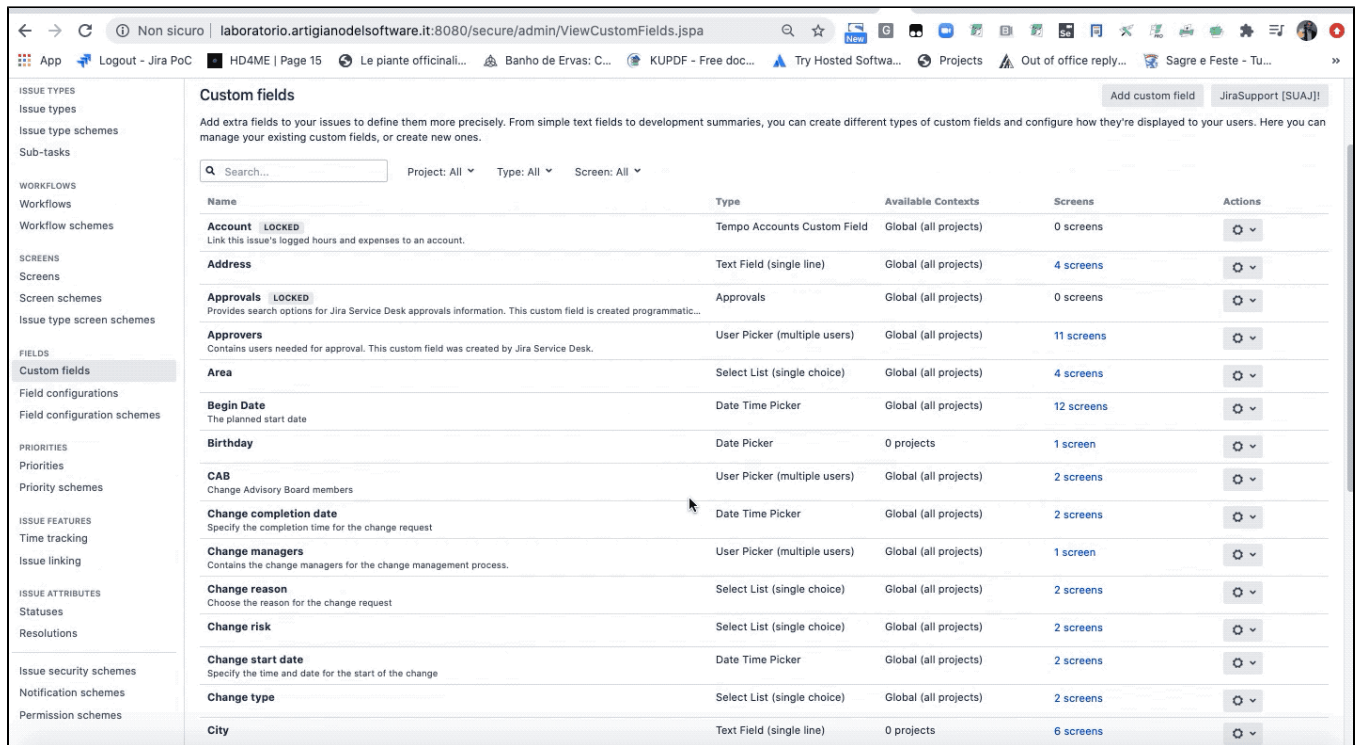 Non sicuro | laboratorio.artigianodelsoftware.it:8080/secure/admin/ViewCustomFields.jspa
New
App Logout - Jira PoC HD4ME | Page 15 Le piante officinali... Banho de Ervas: C... KUPDF - Free doc... Try Hosted Softwa... Projects Out of office reply... Sagre e Feste - Tu... »
ISSUE TYPES
Issue types
Issue type schemes
Sub-tasks
WORKFLOWS
Workflows
Workflow schemes
SCREENS
Screens
Screen schemes
Issue type screen schemes
FIELDS
Custom fields
Field configurations
Field configuration schemes
PRIORITIES
Priorities
Priority schemes
ISSUE FEATURES
Time tracking
Issue linking
ISSUE ATTRIBUTES
Statuses
Resolutions
Issue security schemes
Notification schemes
Permission schemes
Custom fields
Add custom field JiraSupport [SUAJ]!
Add extra fields to your issues to define them more precisely. From simple text fields to development summaries, you can create different types of custom fields and configure how they're displayed to your users. Here you can
manage your existing custom fields, or create new ones.
Search... Project: All Type: All Screen: All
Name Type Available Contexts Screens Actions
Account LOCKED Tempo Accounts Custom Field Global (all projects) 0 screens
Link this issue's logged hours and expenses to an account.
Address Text Field (single line) Global (all projects) 4 screens
Approvals LOCKED Approvals Global (all projects) 0 screens
Provides search options for Jira Service Desk approvals information. This custom field is created programmatic...
Approvers User Picker (multiple users) Global (all projects) 11 screens
Contains users needed for approval. This custom field was created by Jira Service Desk.
Area Select List (single choice) Global (all projects) 4 screens
Begin Date Date Time Picker Global (all projects) 12 screens
The planned start date
Birthday Date Picker 0 projects 1 screen
CAB User Picker (multiple users) Global (all projects) 2 screens
Change Advisory Board members
Change completion date Date Time Picker Global (all projects) 2 screens
Specify the completion time for the change request
Change managers User Picker (multiple users) Global (all projects) 1 screen
Contains the change managers for the change management process.
Change reason Select List (single choice) Global (all projects) 2 screens
Choose the reason for the change request
Change risk Select List (single choice) Global (all projects) 2 screens
Change start date Date Time Picker Global (all projects) 2 screens
Specify the time and date for the start of the change
Change type Select List (single choice) Global (all projects) 2 screens
City Text Field (single line) 0 projects 6 screens